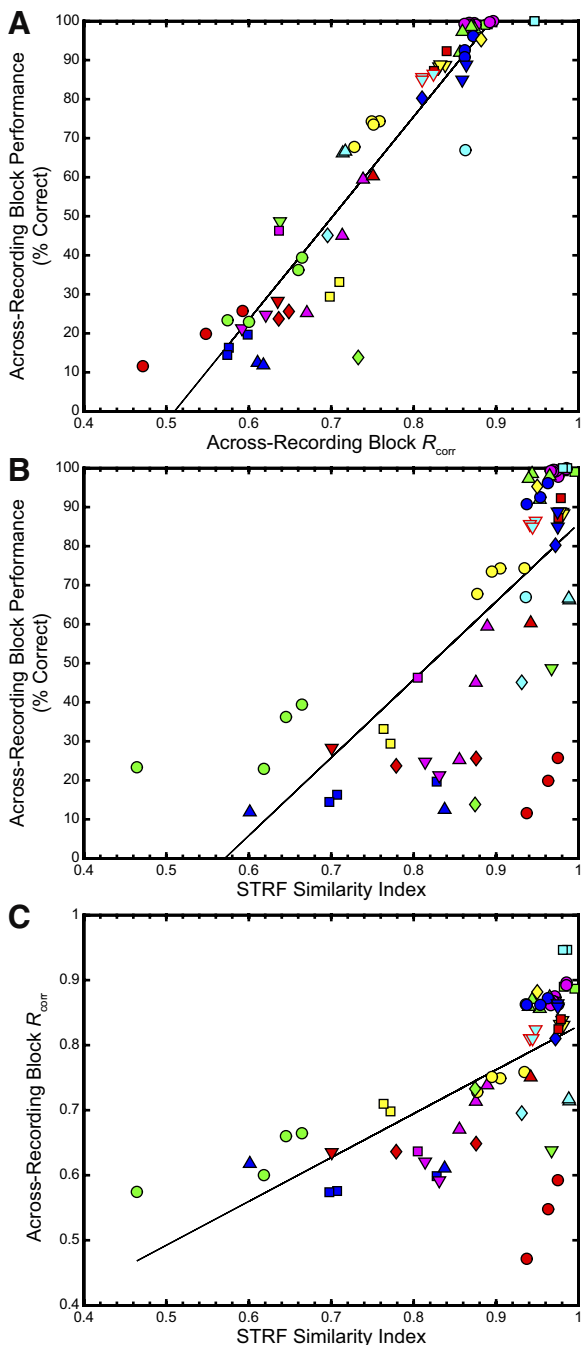 A
Across-Recording Block Performance
(% Correct)
100
90
80
70
60
50
40
30
20
10
0
0.4 0.5 0.6 0.7 0.8 0.9 1
Across-Recording Block Rcorr
B
Across-Recording Block Performance
(% Correct)
100
90
80
70
60
50
40
30
20
10
0
0.4 0.5 0.6 0.7 0.8 0.9 1
STRF Similarity Index
C
Across-Recording Block Rcorr
1
0.9
0.8
0.7
0.6
0.5
0.4
0.4 0.5 0.6 0.7 0.8 0.9 1
STRF Similarity Index